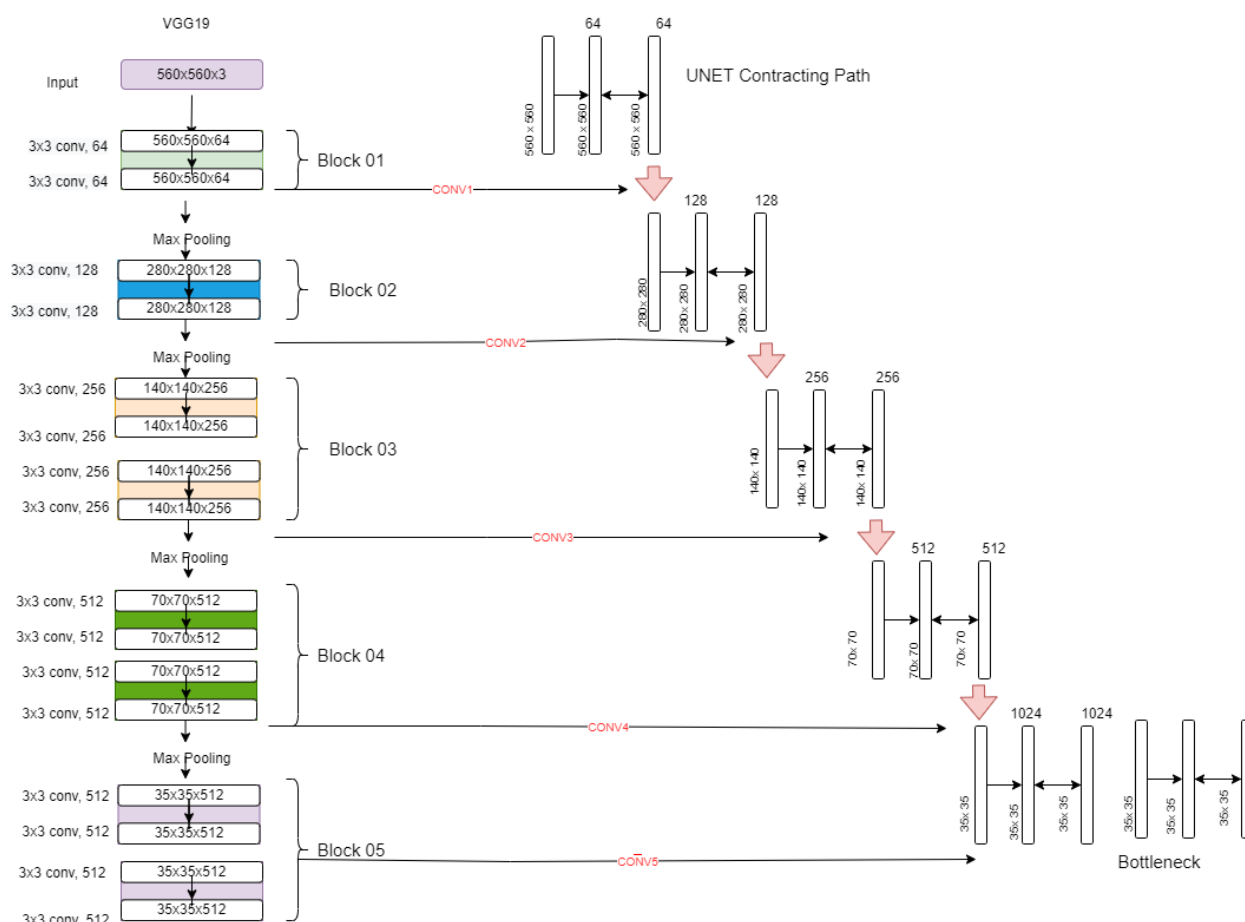 VGG19
Input
560x560x3
3x3 conv, 64
560x560x64
3x3 conv, 64
560x560x64
Block 01
Max Pooling
3x3 conv, 128
280x280x128
3x3 conv, 128
280x280x128
Block 02
Max Pooling
3x3 conv, 256
140x140x256
3x3 conv, 256
140x140x256
3x3 conv, 256
140x140x256
3x3 conv, 256
140x140x256
Block 03
Max Pooling
3x3 conv, 512
70x70x512
3x3 conv, 512
70x70x512
3x3 conv, 512
70x70x512
3x3 conv, 512
70x70x512
Block 04
Max Pooling
3x3 conv, 512
35x35x512
3x3 conv, 512
35x35x512
3x3 conv, 512
35x35x512
3x3 conv, 512
35x35x512
Block 05
CONV1
CONV2
CONV3
CONV4
CONV5
UNET Contracting Path
64
64
560 x 560
560 x 560
560 x 560
128
128
280x 280
280x 280
280x 280
256
256
140x 140
140x 140
140x 140
512
512
70x 70
70x 70
70x 70
1024
1024
35x 35
35x 35
35x 35
35x 35
35x 35
35x 35
Bottleneck